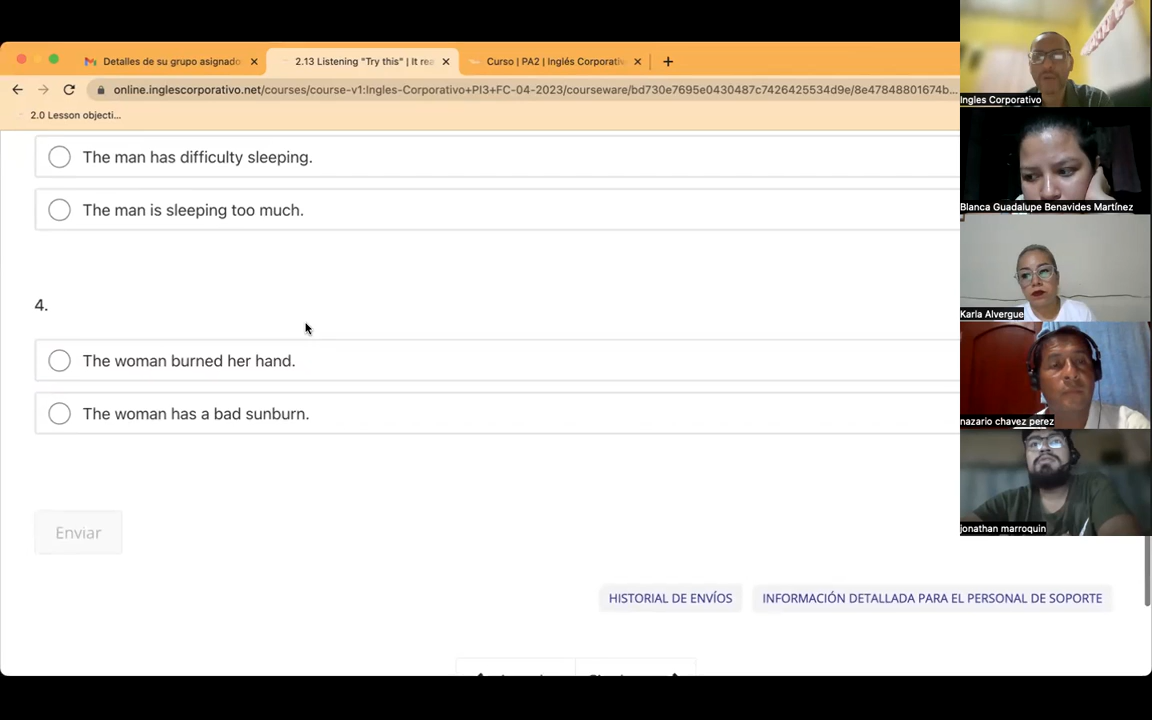 Detalles de su grupo asignado
2.13 Listening "Try this" | It rea
Curso | PA2 | Inglés Corporativ
online.inglescorporativo.net/courses/course-v1:Ingles-Corporativo+PI3+FC-04-2023/courseware/bd730e7695e0430487c7426425534d9e/8e47848801674b...
2.0 Lesson objecti...
The man has difficulty sleeping.
The man is sleeping too much.
4.
The woman burned her hand.
The woman has a bad sunburn.
Enviar
HISTORIAL DE ENVÍOS
INFORMACIÓN DETALLADA PARA EL PERSONAL DE SOPORTE
Ingles Corporativo
Blanca Guadalupe Benavides Martínez
Karla Alvergue
nazario chavez perez
jonathan marroquin